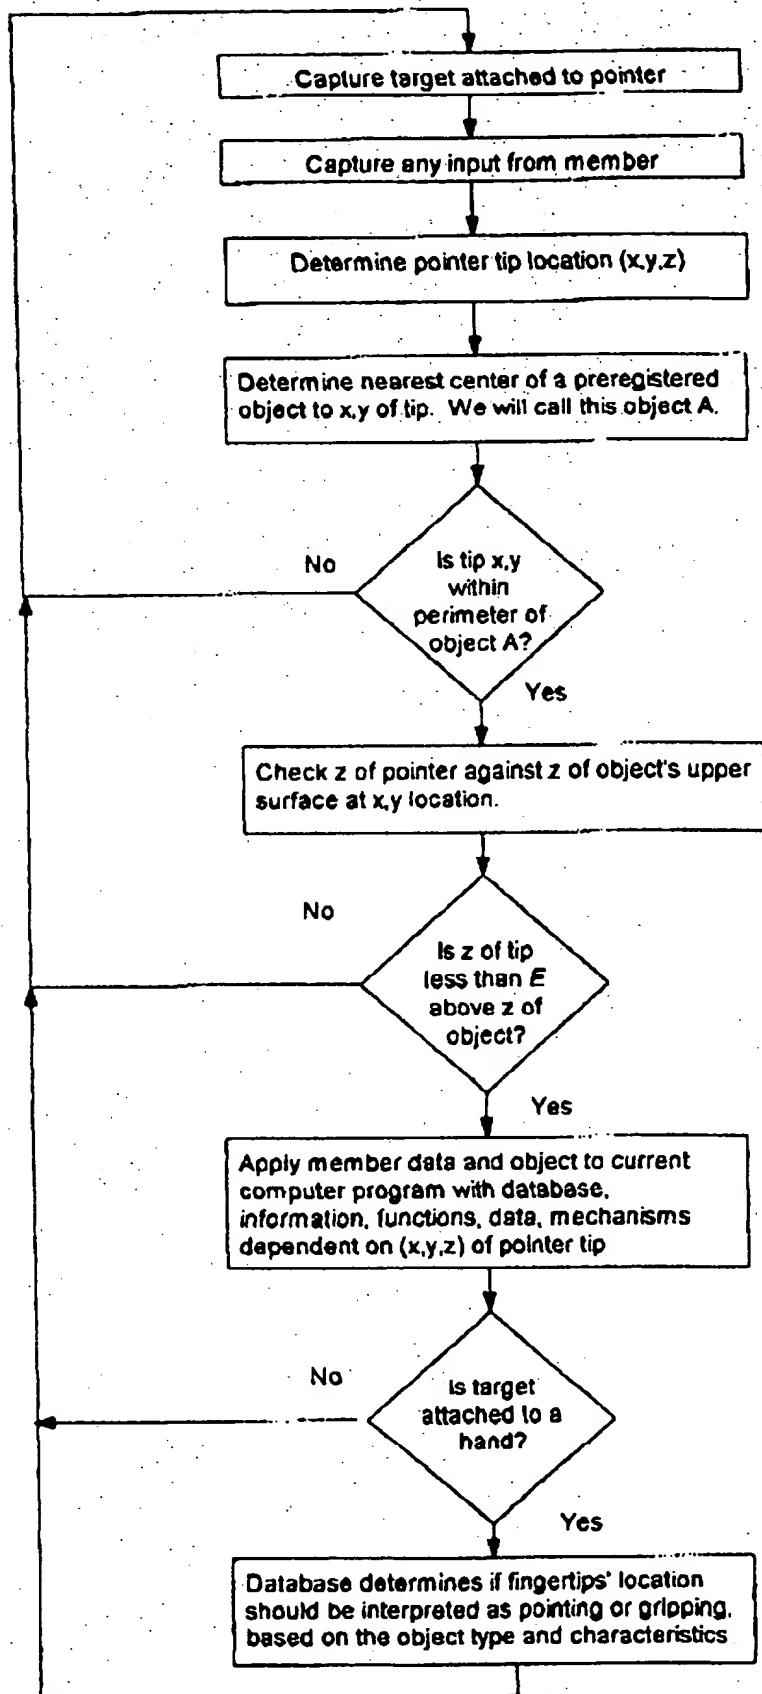 Capture target attached to pointer
Capture any input from member
Determine pointer tip location (x,y,z)
Determine nearest center of a preregistered
object to x,y of tip. We will call this object A.
No
Is tip x,y
within
perimeter of
object A?
Yes
Check z of pointer against z of object's upper
surface at x,y location.
No
Is z of tip
less than E
above z of
object?
Yes
Apply member data and object to current
computer program with database,
information, functions, data, mechanisms
dependent on (x,y,z) of pointer tip
No
Is target
attached to a
hand?
Yes
Database determines if fingertips' location
should be interpreted as pointing or gripping,
based on the object type and characteristics